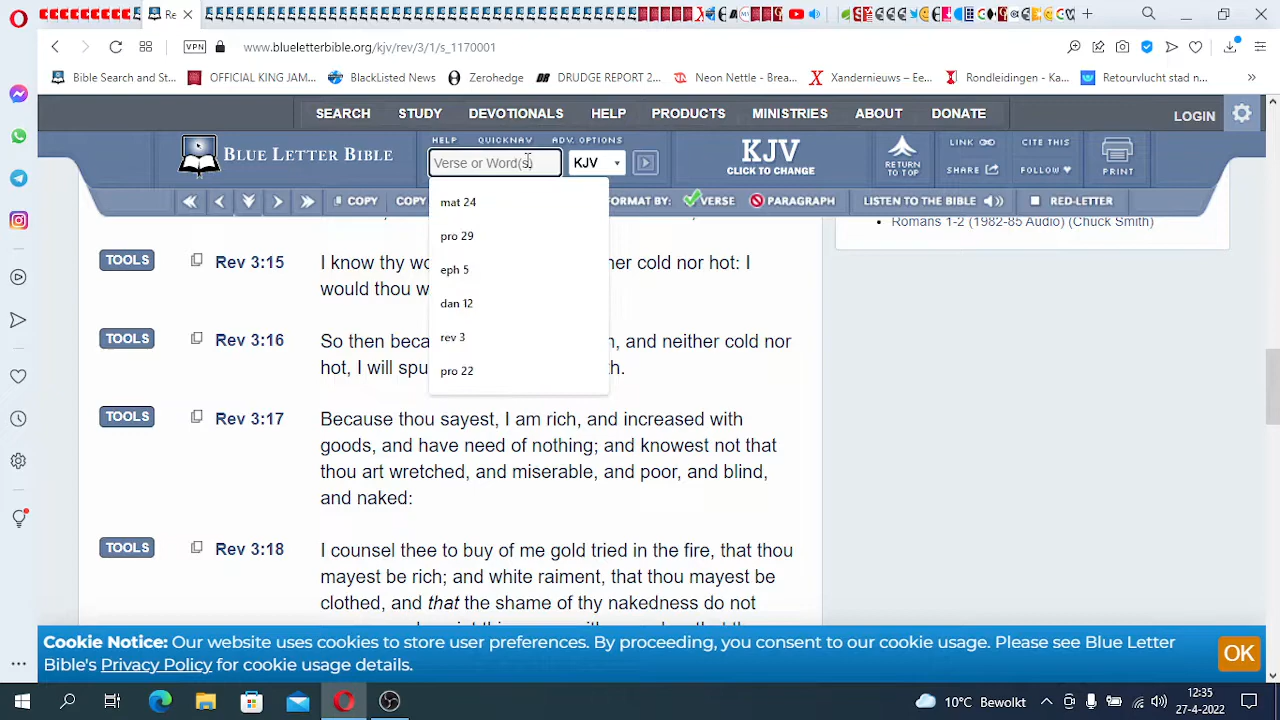 Re
www.blueletterbible.org/kjv/rev/3/1/s_1170001
VPN
Bible Search and St...
OFFICIAL KING JAM...
BlackListed News
Zerohedge
DRUDGE REPORT 2...
Neon Nettle - Brea...
Xandernieuws – Ee...
Rondleidingen - Ka...
Retourvlucht stad n...
SEARCH STUDY DEVOTIONALS HELP PRODUCTS MINISTRIES ABOUT DONATE
LOGIN
BLUE LETTER BIBLE
HELP QUICKNAV ADV. OPTIONS
Verse or Word(s)
KJV
KJV
CLICK TO CHANGE
RETURN
TO TOP
LINK
SHARE
CITE THIS
FOLLOW
PRINT
COPY
COPY
FORMAT BY: VERSE PARAGRAPH
LISTEN TO THE BIBLE
RED-LETTER
mat 24
pro 29
eph 5
dan 12
rev 3
pro 22
Romans 1-2 (1982-85 Audio) (Chuck Smith)
TOOLS Rev 3:15 I know thy wo er cold nor hot: I
would thou w
TOOLS Rev 3:16 So then beca , and neither cold nor
hot, I will spu th.
TOOLS Rev 3:17 Because thou sayest, I am rich, and increased with
goods, and have need of nothing; and knowest not that
thou art wretched, and miserable, and poor, and blind,
and naked:
TOOLS Rev 3:18 I counsel thee to buy of me gold tried in the fire, that thou
mayest be rich; and white raiment, that thou mayest be
clothed, and that the shame of thy nakedness do not
Cookie Notice: Our website uses cookies to store user preferences. By proceeding, you consent to our cookie usage. Please see Blue Letter
Bible's Privacy Policy for cookie usage details.
OK
10°C Bewolkt
12:35
27-4-2022